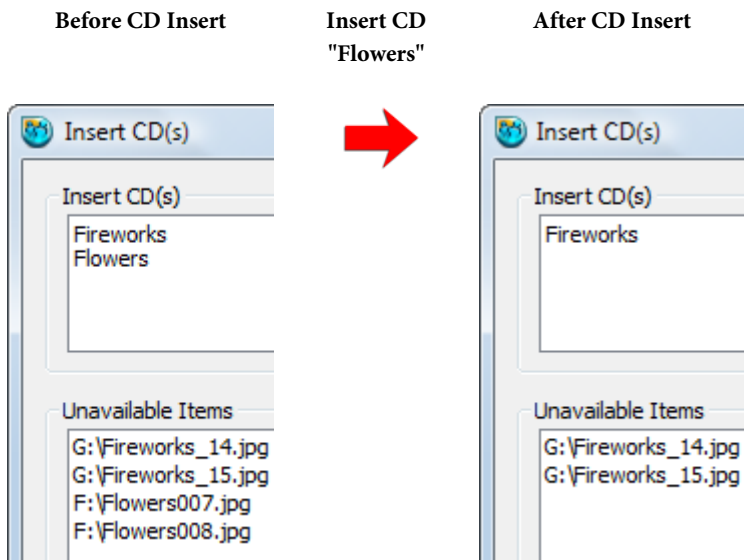 Before CD Insert
Insert CD
"Flowers"
After CD Insert
Insert CD(s)
Insert CD(s)
Fireworks
Flowers
Unavailable Items
G:\Fireworks_14.jpg
G:\Fireworks_15.jpg
F:\Flowers007.jpg
F:\Flowers008.jpg
Insert CD(s)
Insert CD(s)
Fireworks
Unavailable Items
G:\Fireworks_14.jpg
G:\Fireworks_15.jpg